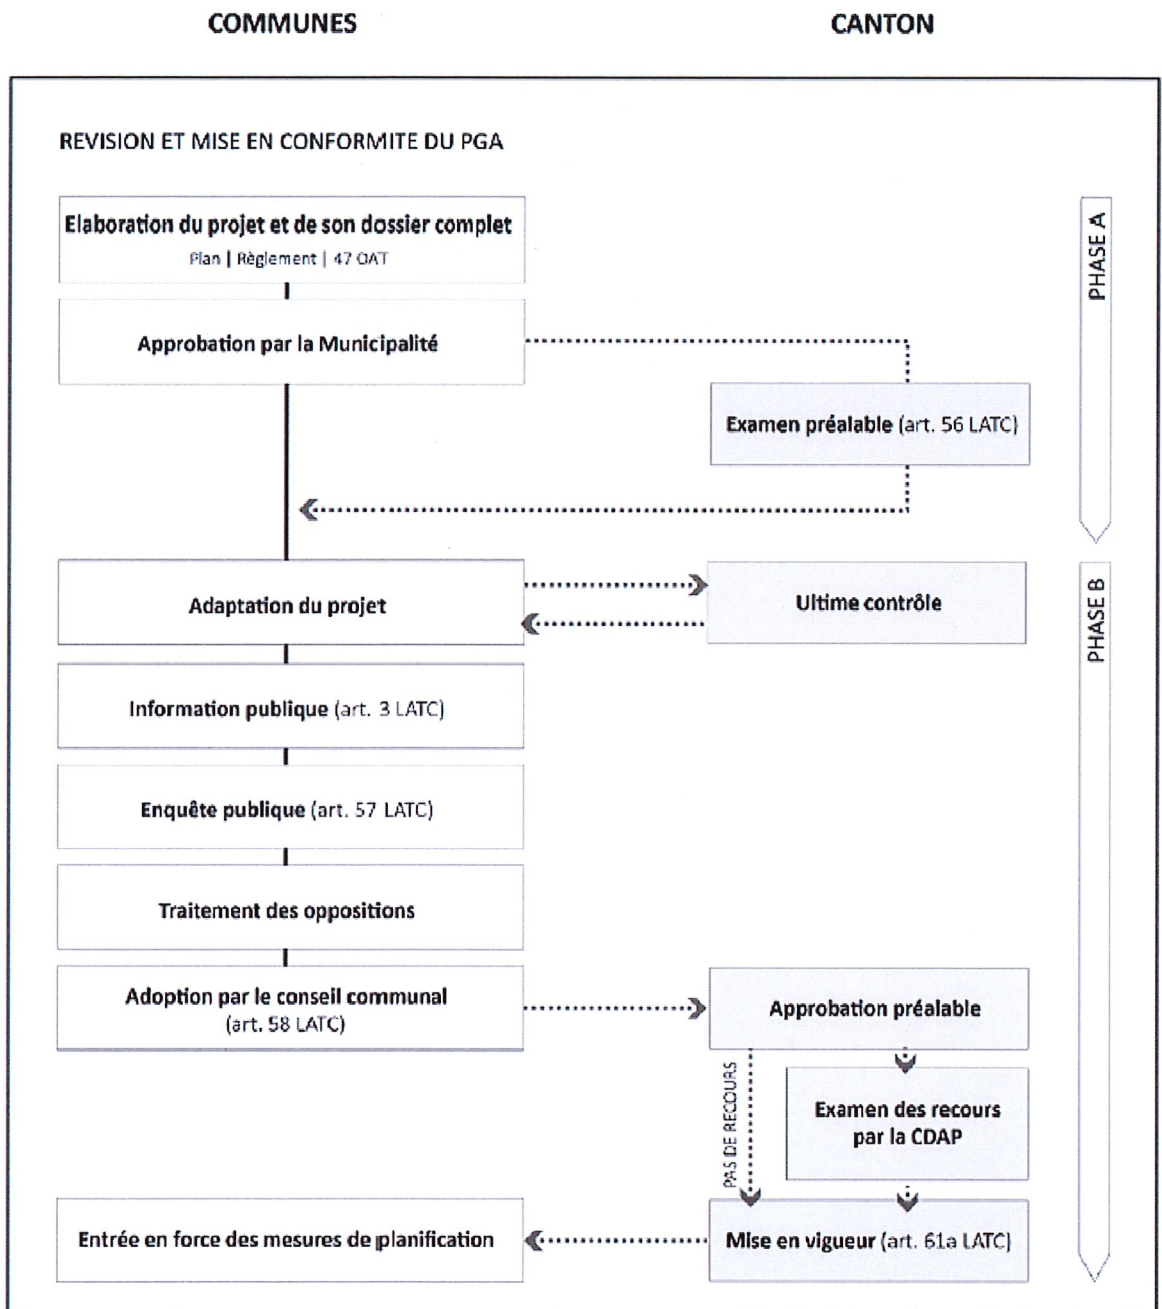 COMMUNES
CANTON
REVISION ET MISE EN CONFORMITE DU PGA
Elaboration du projet et de son dossier complet
Plan | Règlement | 47 OAT
PHASE A
Approbation par la Municipalité
Examen préalable (art. 56 LATC)
Adaptation du projet
Ultime contrôle
PHASE B
Information publique (art. 3 LATC)
Enquête publique (art. 57 LATC)
Traitement des oppositions
Adoption par le conseil communal
(art. 58 LATC)
Approbation préalable
PAS DE RECOURS
Examen des recours
par la CDAP
Entrée en force des mesures de planification
Mise en vigueur (art. 61a LATC)